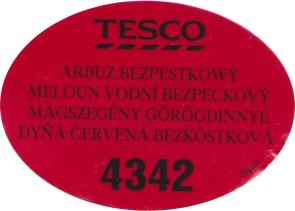 TESCO
ARBUZ BEZPESTKOWY
MELOUN VODNÍ BEZPECKOVÝ
MAGSZEGÉNY GÖRÖGDINNYE
DYŇA ČERVENÁ BEZKÔSTKOVÁ
4342